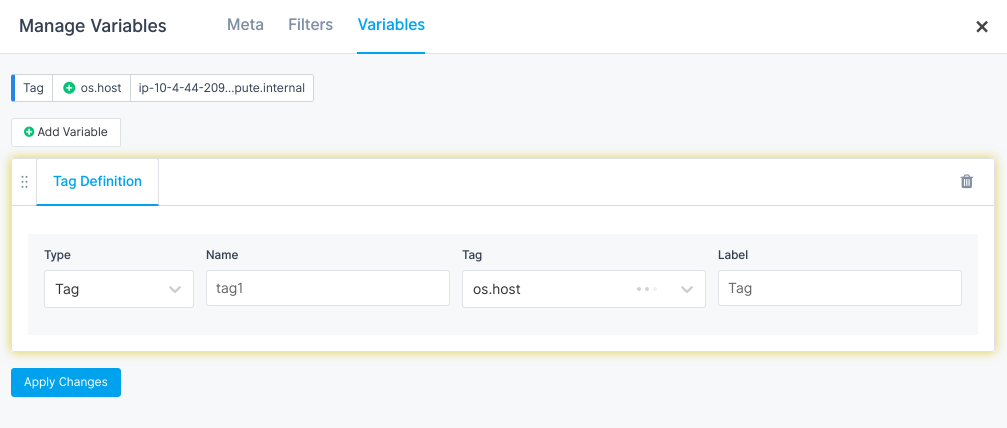 Manage Variables Meta Filters Variables
Tag os.host ip-10-4-44-209...pute.internal
Add Variable
Tag Definition
Type Name Tag Label
Tag tag1 os.host Tag
Apply Changes